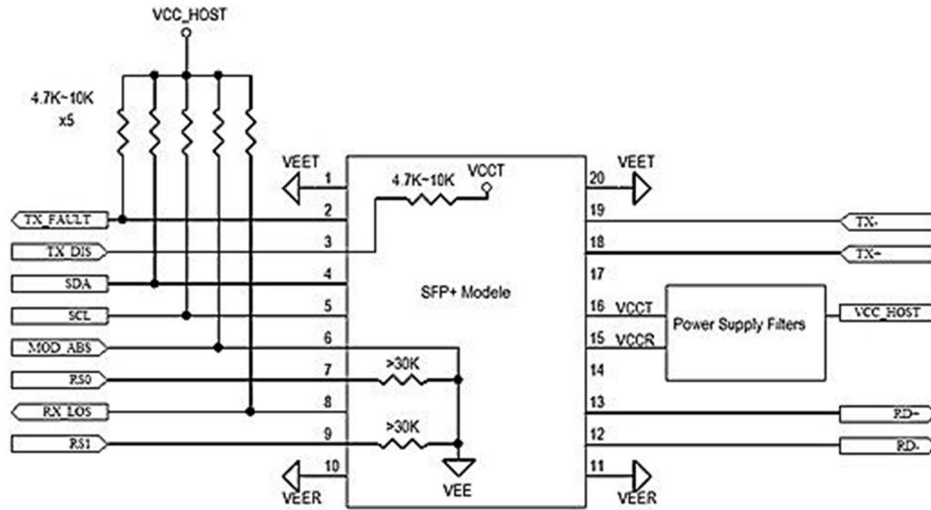 VCC_HOST
4.7K~10K
x5
VEET
1
2
3
4
5
6
7
8
9
10
VEER
TX_FAULT
TX_DIS
SDA
SCL
MOD_ABS
RS0
RX_LOS
RS1
4.7K~10K
VCCT
SFP+ Modele
>30K
>30K
VEE
20
19
18
17
16
15
14
13
12
11
VEET
VCCT
VCCR
VEER
Power Supply Filters
TX-
TX+
VCC_HOST
RD+
RD-